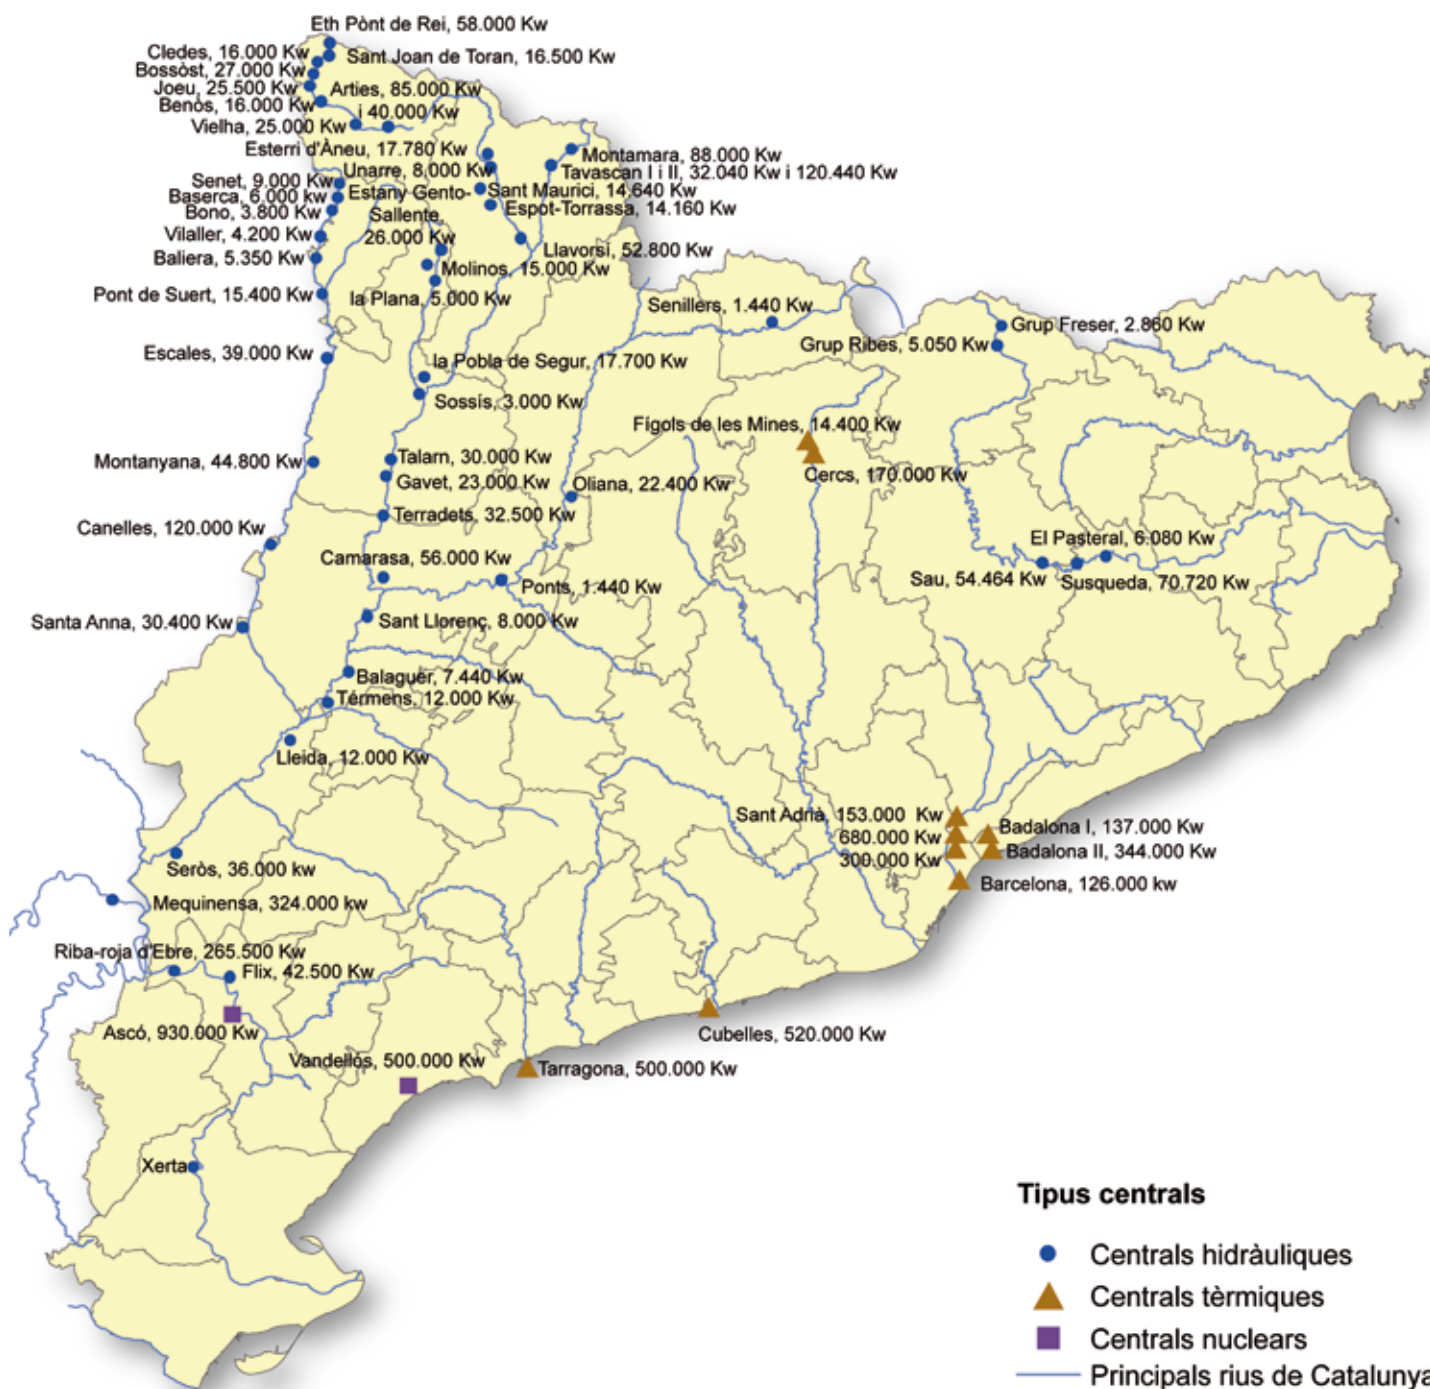 Eth Pònt de Rei, 58.000 Kw
Cledes, 16.000 Kw
Sant Joan de Toran, 16.500 Kw
Bossòst, 27.000 Kw
Joeu, 25.500 Kw
Arties, 85.000 Kw
i 40.000 Kw
Benòs, 16.000 Kw
Vielha, 25.000 Kw
Esterri d'Àneu, 17.780 Kw
Montamara, 88.000 Kw
Unarre, 8.000 Kw
Tavascan I i II, 32.040 Kw i 120.440 Kw
Senet, 9.000 Kw
Baserca, 6.000 kw
Estany Gento-
Sallente,
26.000 Kw
Sant Maurici, 14.640 Kw
Bono, 3.800 Kw
Espot-Torrassa, 14.160 Kw
Vilaller, 4.200 Kw
Llavorsí, 52.800 Kw
Baliera, 5.350 Kw
Molinos, 15.000 Kw
Pont de Suert, 15.400 Kw
la Plana, 5.000 Kw
Senillers, 1.440 Kw
Grup Freser, 2.860 Kw
Grup Ribes, 5.050 Kw
Escales, 39.000 Kw
la Pobla de Segur, 17.700 Kw
Sossís, 3.000 Kw
Fígols de les Mines, 14.400 Kw
Cercs, 170.000 Kw
Montanyana, 44.800 Kw
Talarn, 30.000 Kw
Gavet, 23.000 Kw
Oliana, 22.400 Kw
Terradets, 32.500 Kw
Canelles, 120.000 Kw
El Pasteral, 6.080 Kw
Camarasa, 56.000 Kw
Ponts, 1.440 Kw
Sau, 54.464 Kw
Susqueda, 70.720 Kw
Santa Anna, 30.400 Kw
Sant Llorenç, 8.000 Kw
Balaguer, 7.440 Kw
Térmens, 12.000 Kw
Lleida, 12.000 Kw
Sant Adrià, 153.000 Kw
680.000 Kw
300.000 Kw
Badalona I, 137.000 Kw
Badalona II, 344.000 Kw
Barcelona, 126.000 kw
Seròs, 36.000 kw
Mequinensa, 324.000 kw
Riba-roja d'Ebre, 265.500 Kw
Flix, 42.500 Kw
Ascó, 930.000 Kw
Cubelles, 520.000 Kw
Vandellós, 500.000 Kw
Tarragona, 500.000 Kw
Xerta
Tipus centrals
Centrals hidràuliques
Centrals tèrmiques
Centrals nuclears
Principals rius de Catalunya